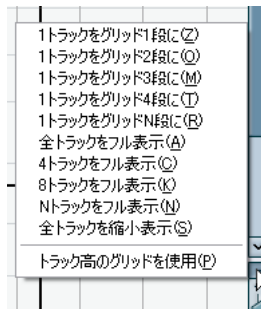 1トラックをグリッド1段に(Z)
1トラックをグリッド2段に(O)
1トラックをグリッド3段に(M)
1トラックをグリッド4段に(T)
1トラックをグリッドN段に(R)
全トラックをフル表示(A)
4トラックをフル表示(C)
8トラックをフル表示(K)
Nトラックをフル表示(N)
全トラックを縮小表示(S)
トラック高のグリッドを使用(P)